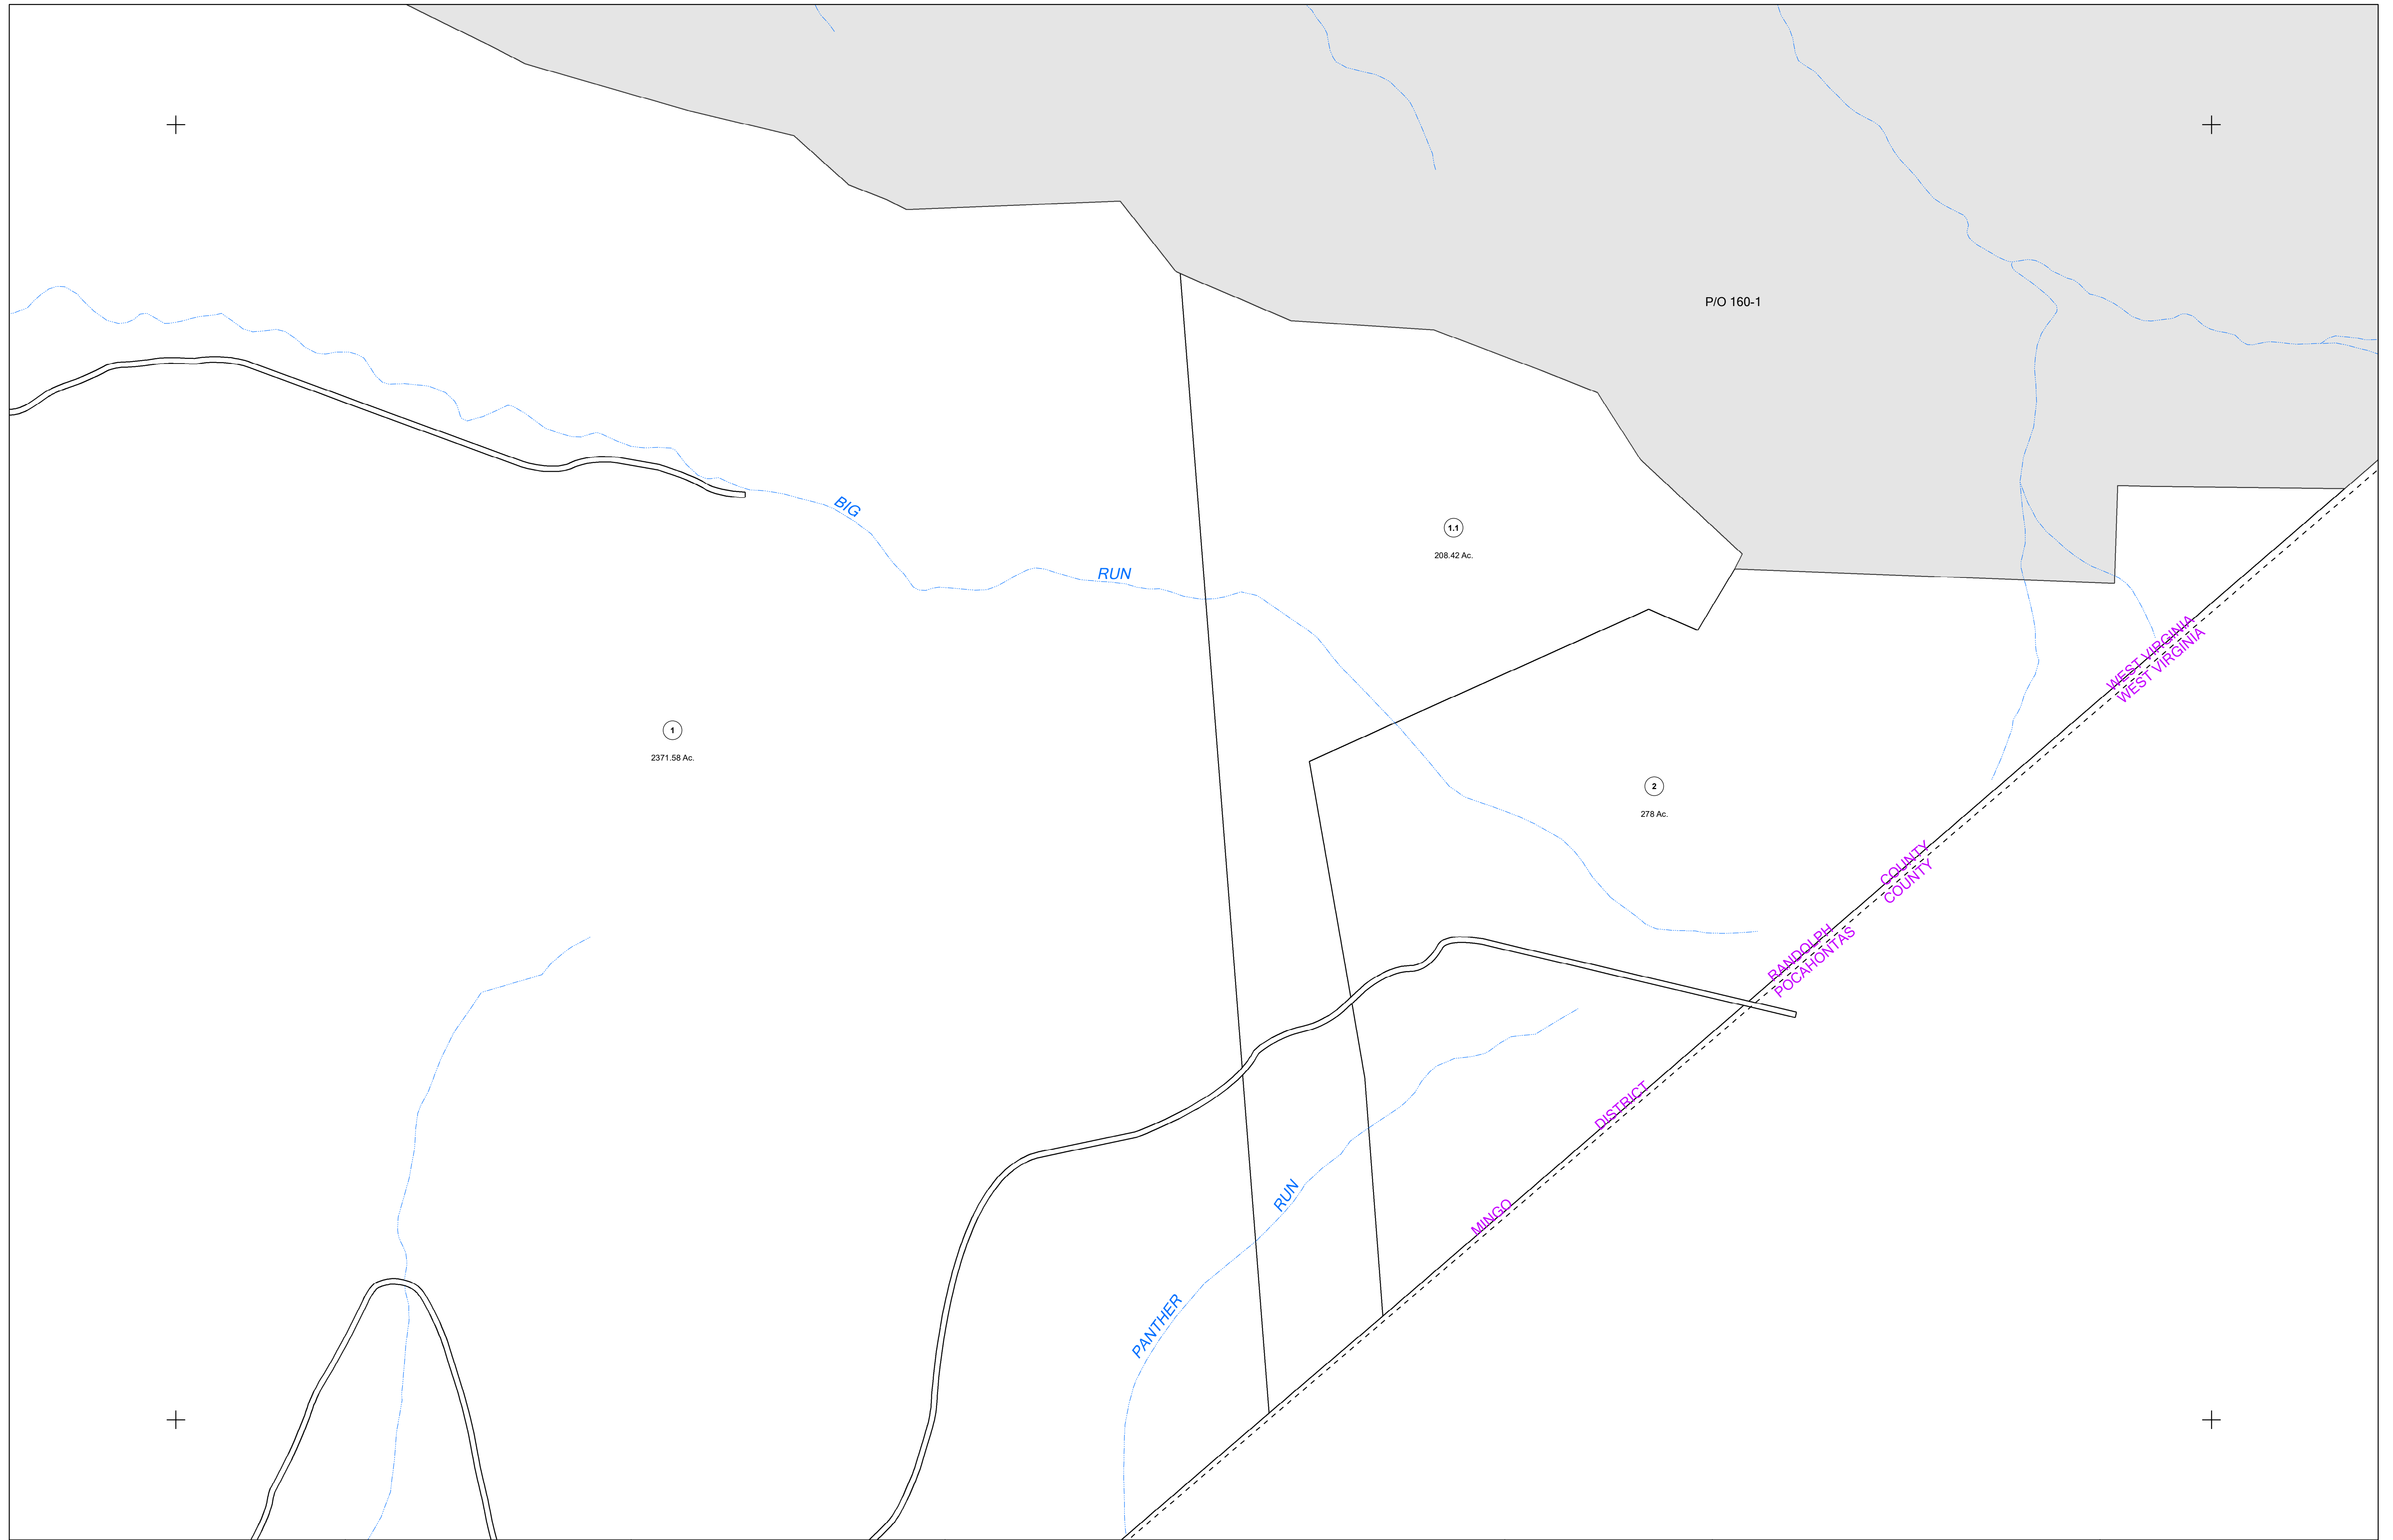 P/O 160-1
BIG
RUN
1.1
208.42 Ac.
WEST VIRGINIA
WEST VIRGINIA
1
2371.58 Ac.
2
278 Ac.
COUNTY
COUNTY
RANDOLPH
POCAHONTAS
DISTRICT
MINGO
RUN
PANTHER